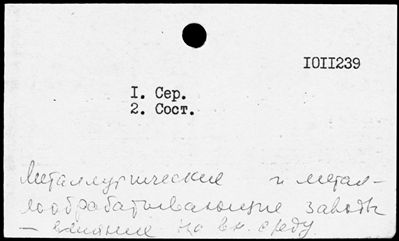 IOII239
I. Сер.
2. Сост.
Металлургические и метал-
лообрабатывающие заводы
– влияние на вн. среду